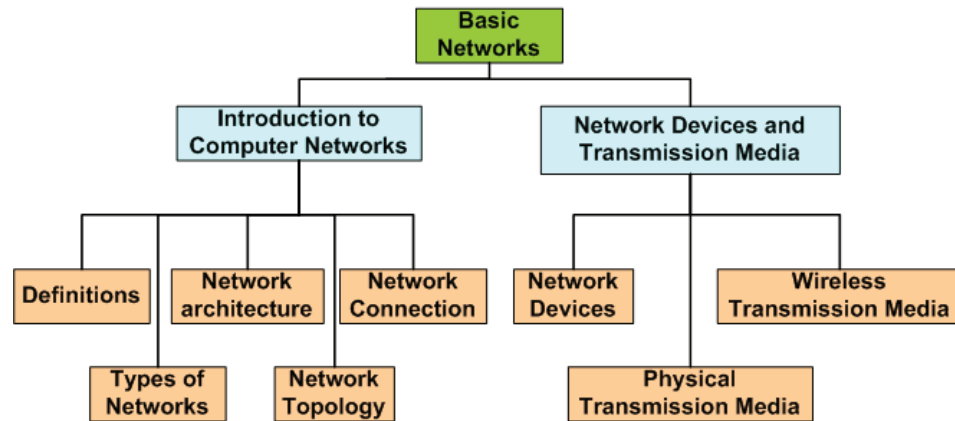 Basic
Networks
Introduction to
Computer Networks
Network Devices and
Transmission Media
Definitions
Network
architecture
Network
Connection
Network
Devices
Wireless
Transmission Media
Types of
Networks
Network
Topology
Physical
Transmission Media